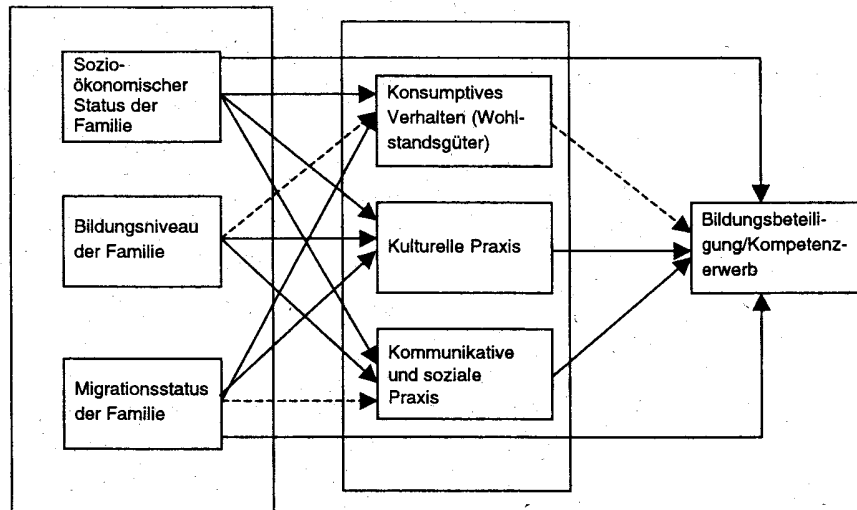 Sozio-
ökonomischer
Status der
Familie
Bildungsniveau
der Familie
Migrationsstatus
der Familie
Konsumptives
Verhalten (Wohl-
standsgüter)
Kulturelle Praxis
Kommunikative
und soziale
Praxis
Bildungsbeteili-
gung/Kompetenz-
erwerb